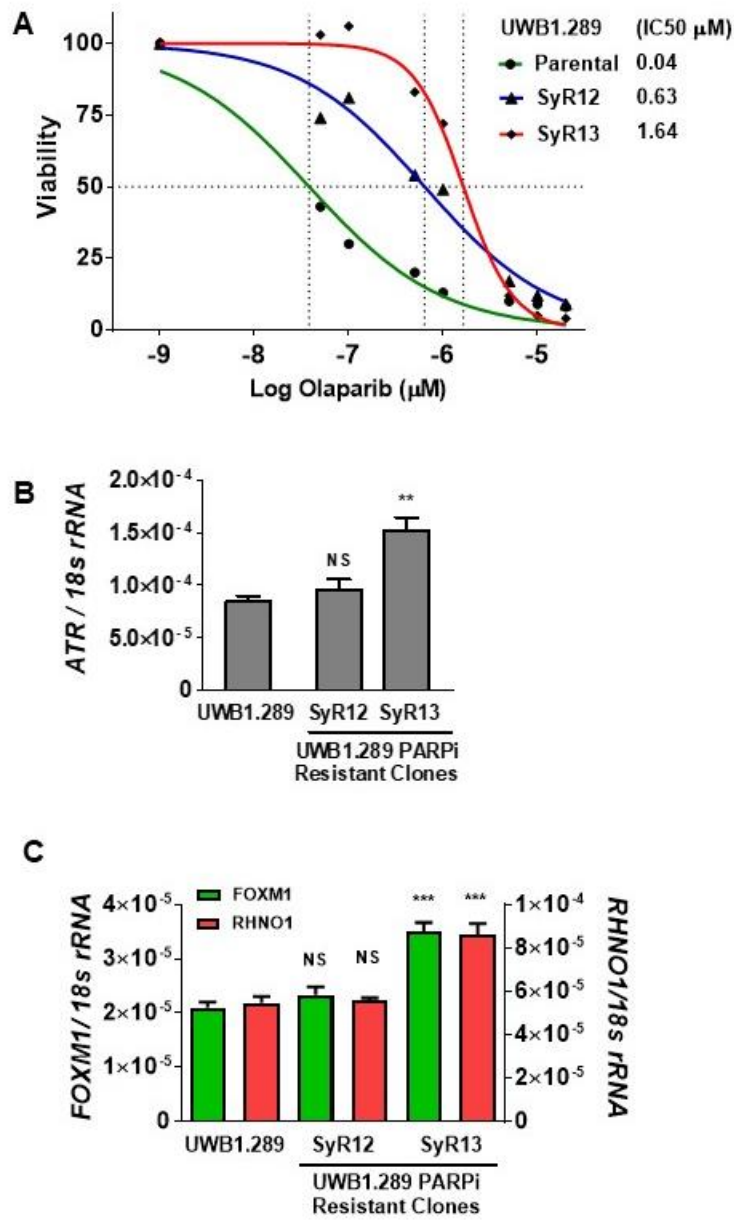 A
UWB1.289 (IC50 μM)
Parental 0.04
SyR12 0.63
SyR13 1.64
Viability
100
75
50
25
0
-9 -8 -7 -6 -5
Log Olaparib (μM)
B
ATR / 18s rRNA
2.0×10-4
1.5×10-4
1.0×10-4
5.0×10-5
0
NS
**
UWB1.289 SyR12 SyR13
UWB1.289 PARPi
Resistant Clones
C
FOXM1
RHNO1
FOXM1/ 18s rRNA
4×10-5
3×10-5
2×10-5
1×10-5
0
NS NS *** ***
1×10-4
8×10-5
6×10-5
4×10-5
2×10-5
0
RHNO1/18s rRNA
UWB1.289 SyR12 SyR13
UWB1.289 PARPi
Resistant Clones